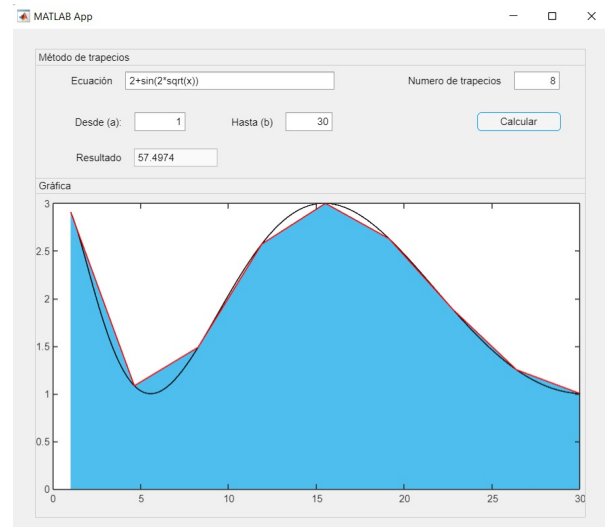 MATLAB App
Método de trapecios
Ecuación 2+sin(2*sqrt(x)) Numero de trapecios 8
Desde (a): 1 Hasta (b) 30 Calcular
Resultado 57.4974
Gráfica
3
2.5
2
1.5
1
0.5
0
0 5 10 15 20 25 30